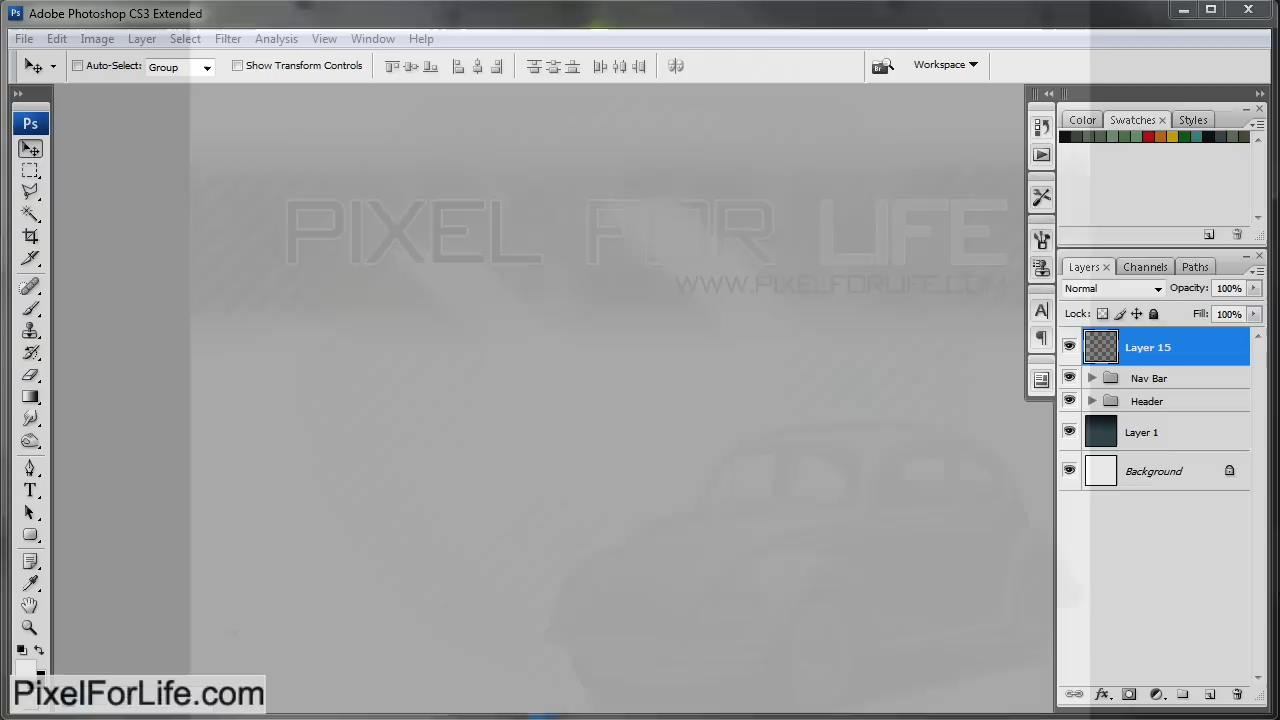 Adobe Photoshop CS3 Extended
File Edit Image Layer Select Filter Analysis View Window Help
Auto-Select: Group Show Transform Controls Br Workspace
Ps
Color Swatches × Styles
PIXEL FOR LIFE
WWW.PIXELFORLIFE.COM
Layers × Channels Paths
Normal Opacity: 100%
Lock: Fill: 100%
Layer 15
Nav Bar
Header
Layer 1
Background
PixelForLife.com